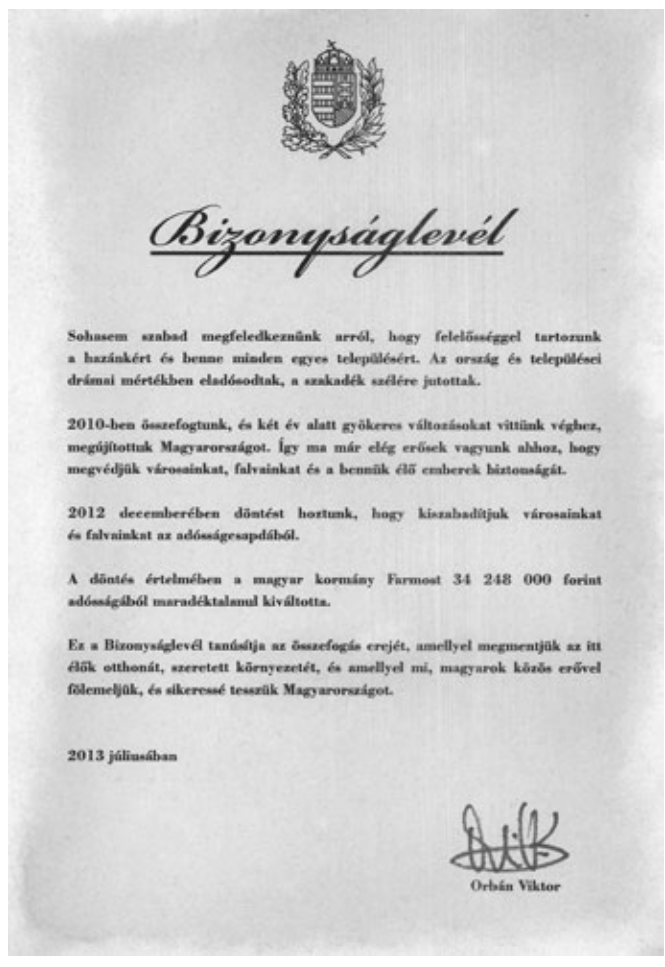 Bizonyságlevél
Sohasem szabad megfeledkeznünk arról, hogy felelősséggel tartozunk
a hazánkért és benne minden egyes településért. Az ország és települései
drámai mértékben eladósodtak, a szakadék szélére jutottak.
2010-ben összefogtunk, és két év alatt gyökeres változásokat vittünk véghez,
megújítottuk Magyarországot. Így ma már elég erősek vagyunk ahhoz, hogy
megvédjük városainkat, falvainkat és a bennük élő emberek biztonságát.
2012 decemberében döntést hoztunk, hogy kiszabadítjuk városainkat
és falvainkat az adósságcsapdából.
A döntés értelmében a magyar kormány Farmost 34 248 000 forint
adósságából maradéktalanul kiváltotta.
Ez a Bizonyságlevél tanúsítja az összefogás erejét, amellyel megmentjük az itt
élők otthonát, szeretett környezetét, és amellyel mi, magyarok közös erővel
fölemeljük, és sikeressé tesszük Magyarországot.
2013 júliusában
Orbán Viktor